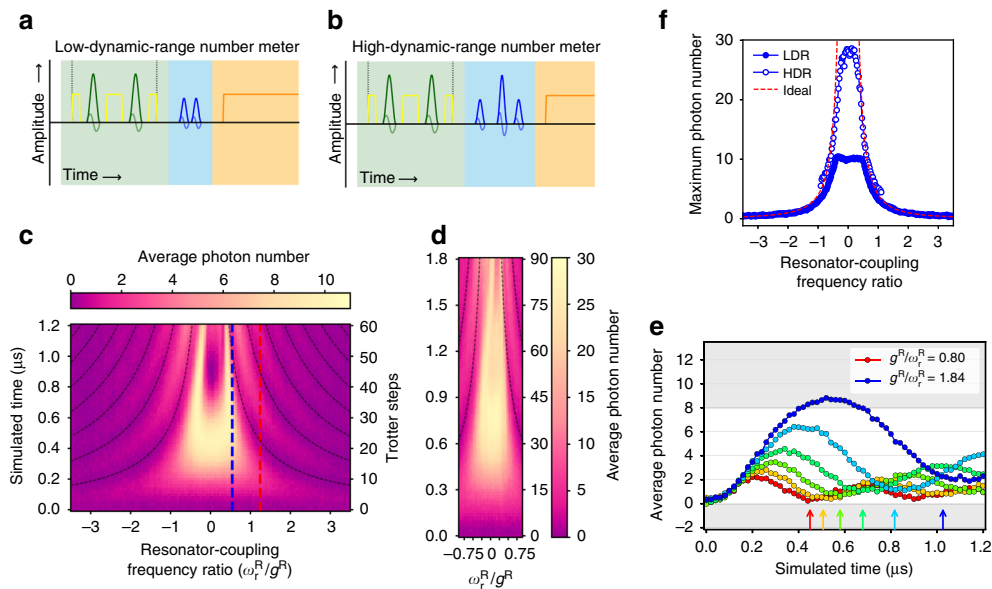 a
Low-dynamic-range number meter
Amplitude →
Time →
b
High-dynamic-range number meter
Amplitude →
Time →
c
Average photon number
0 2 4 6 8 10
Simulated time (μs)
1.2
1.0
0.8
0.6
0.4
0.2
0.0
60
50
40
30
20
10
0
Trotter steps
−3 −2 −1 0 1 2 3
Resonator-coupling
frequency ratio (ω_r^R/g^R)
d
1.8
1.5
1.2
0.9
0.6
0.3
0.0
90
75
60
45
30
15
0
30
25
20
15
10
5
0
Average photon number
−0.75 0 0.75
ω_r^R/g^R
f
LDR
HDR
Ideal
Maximum photon number
30
20
10
0
−3 −2 −1 0 1 2 3
Resonator-coupling
frequency ratio
e
g^R/ω_r^R = 0.80
g^R/ω_r^R = 1.84
Average photon number
12
10
8
6
4
2
0
−2
0.0 0.2 0.4 0.6 0.8 1.0 1.2
Simulated time (μs)